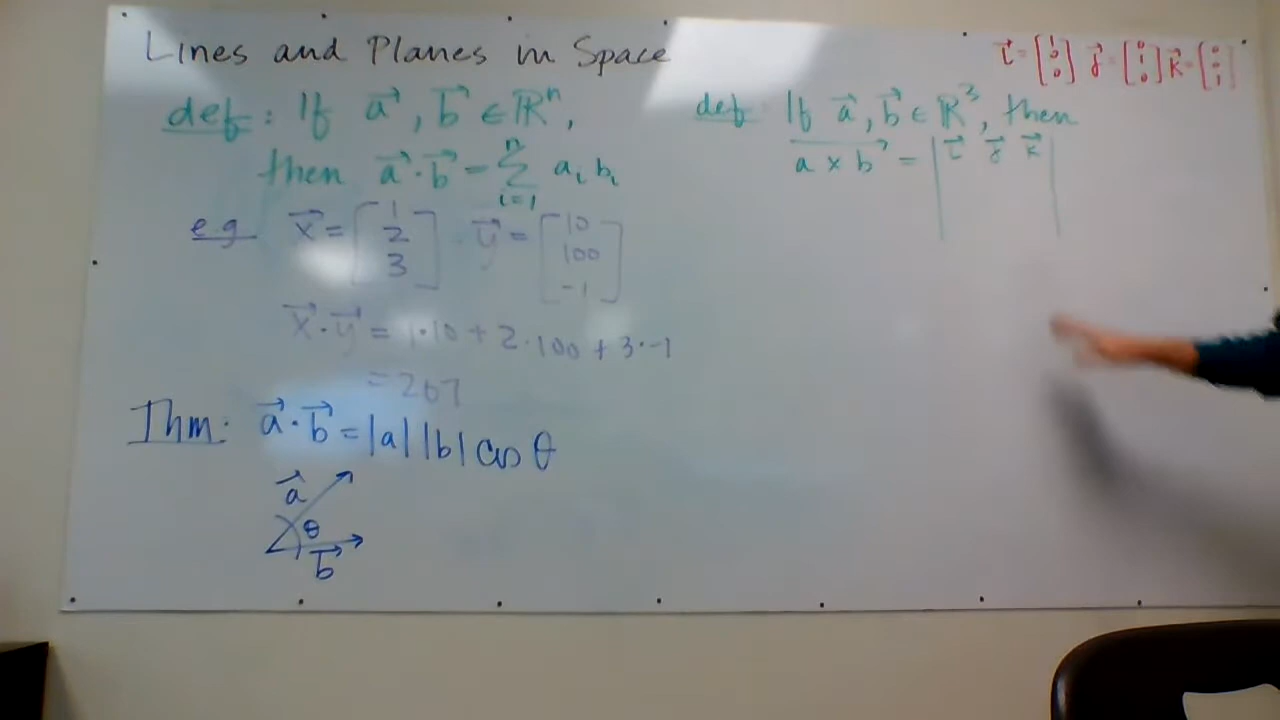 Lines and Planes in Space
def: If a⃗, b⃗ ∈ ℝⁿ,
then a⃗·b⃗ = ∑ᵢ₌₁ⁿ aᵢ bᵢ
e.g. x⃗ = [1 2 3] y⃗ = [10 100 -1]
x⃗·y⃗ = 1·10 + 2·100 + 3·-1
= 207
Thm: a⃗·b⃗ = |a| |b| cos θ
a⃗
θ
b⃗
i⃗ = [1 0 0] j⃗ = [0 1 0] k⃗ = [0 0 1]
def: If a⃗, b⃗ ∈ ℝ³, then
a × b = | i⃗ j⃗ k⃗ |